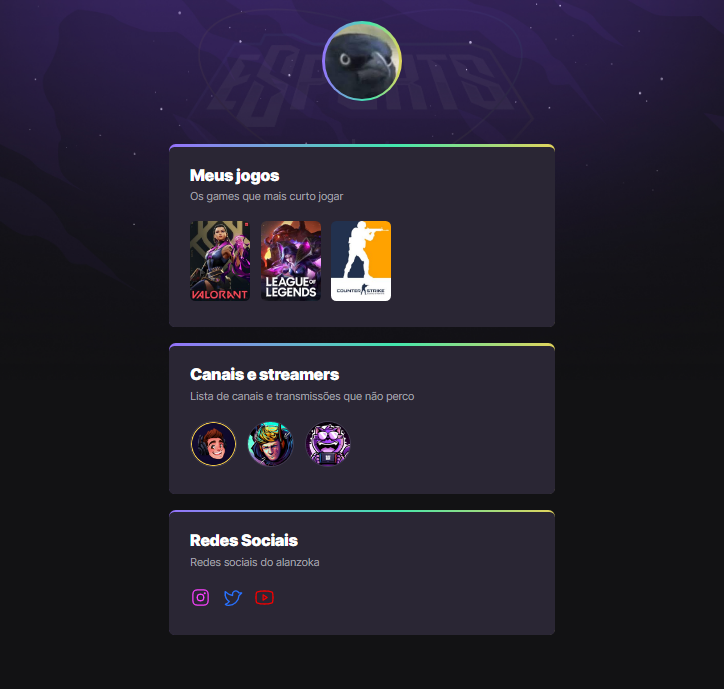 ESPORTS
Meus jogos
Os games que mais curto jogar
VALORANT
LEAGUE OF
LEGENDS
COUNTER STRIKE
Canais e streamers
Lista de canais e transmissões que não perco
Redes Sociais
Redes sociais do alanzoka